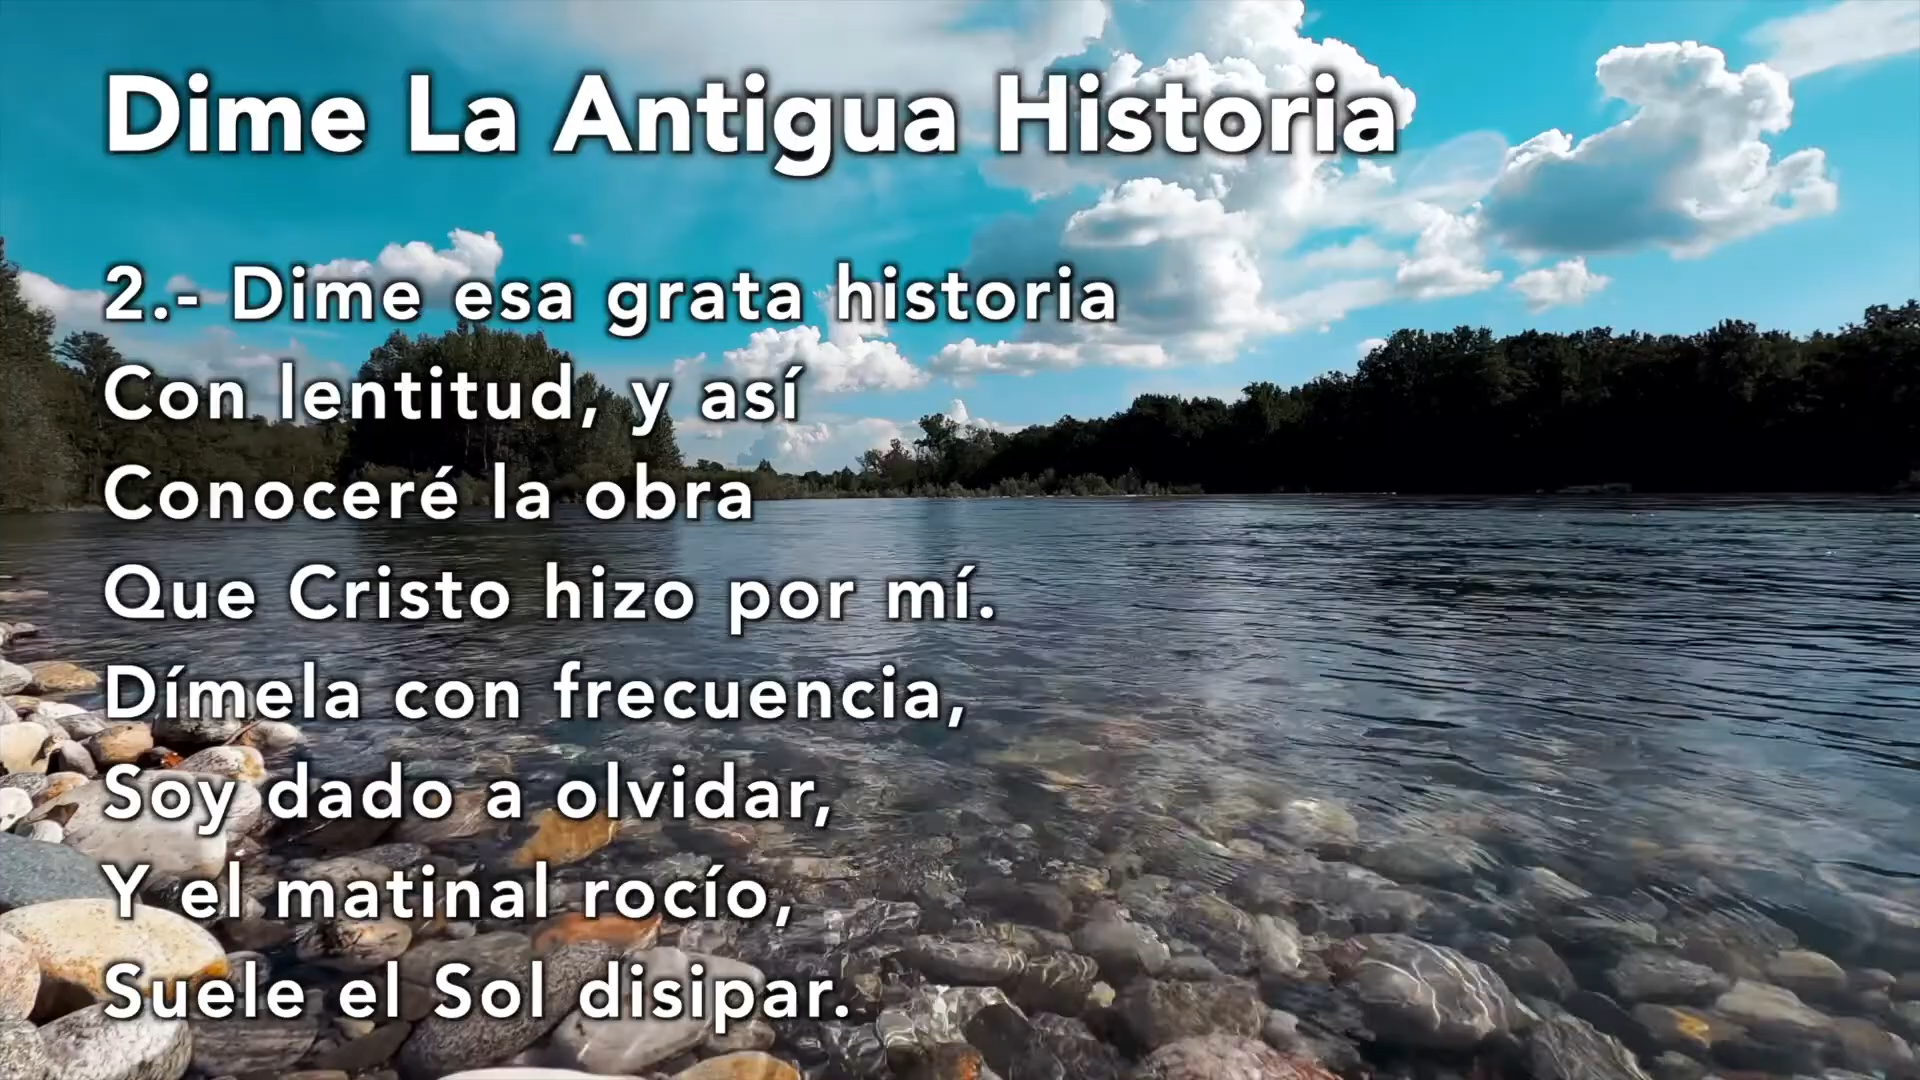 Dime La Antigua Historia
2.- Dime esa grata historia
Con lentitud, y así
Conoceré la obra
Que Cristo hizo por mí.
Dímela con frecuencia,
Soy dado a olvidar,
Y el matinal rocío,
Suele el Sol disipar.